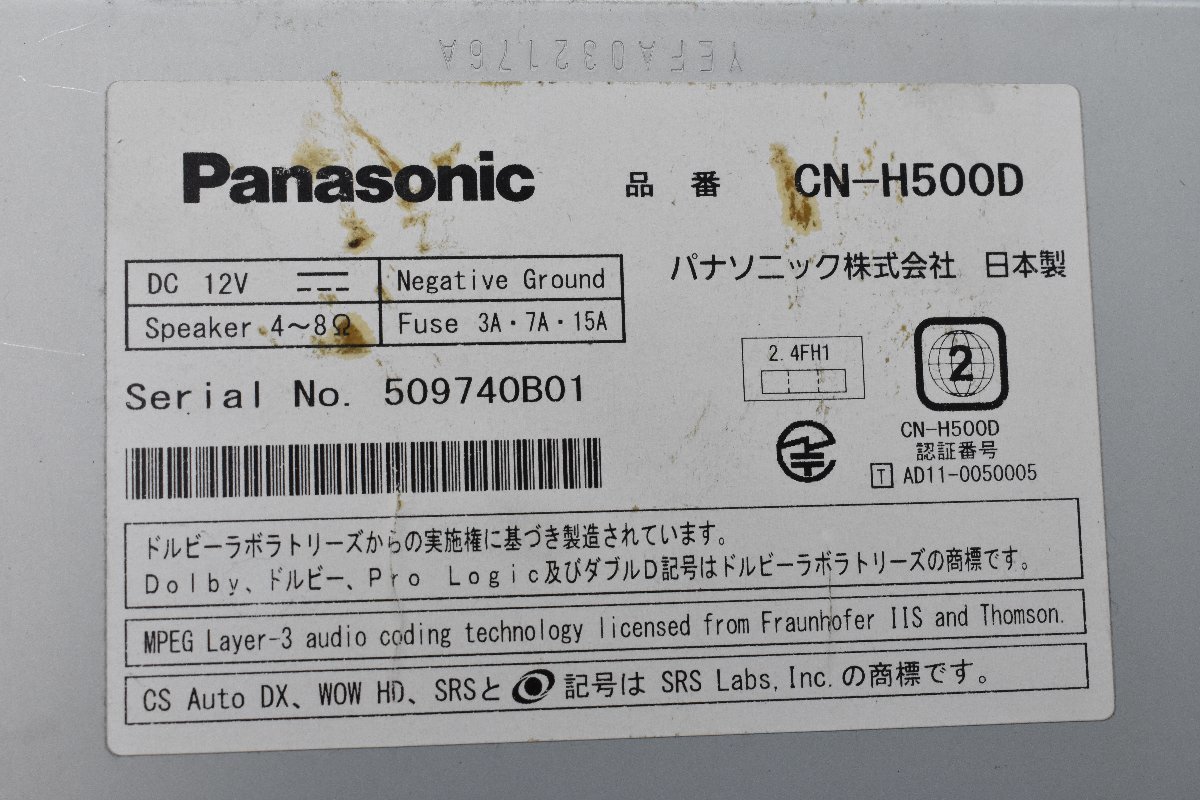 YEFA032176A
Panasonic 品番 CN-H500D
パナソニック株式会社 日本製
DC 12V Negative Ground
Speaker 4～8Ω Fuse 3A・7A・15A
Serial No. 509740B01
2.4FH1
2
CN-H500D
認証番号
T AD11-0050005
ドルビーラボラトリーズからの実施権に基づき製造されています。
Dolby、ドルビー、Pro Logic及びダブルD記号はドルビーラボラトリーズの商標です。
MPEG Layer-3 audio coding technology licensed from Fraunhofer IIS and Thomson.
CS Auto DX、WOW HD、SRSと 記号は SRS Labs,Inc.の商標です。